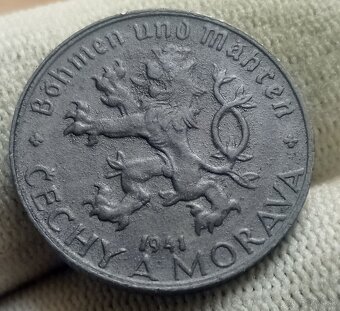 Böhmen und Mähren
ČECHY A MORAVA
1941